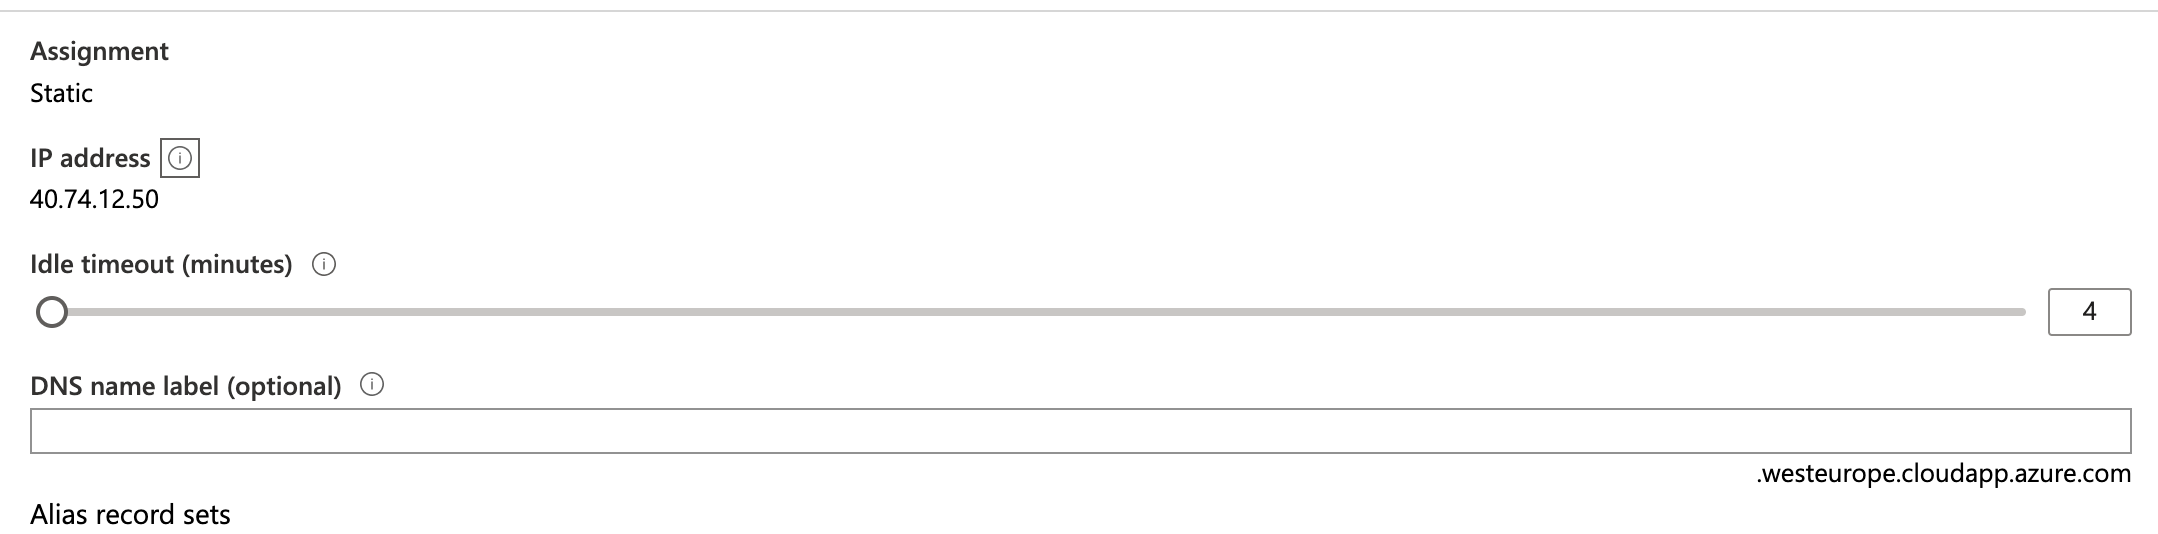 Assignment
Static
IP address
40.74.12.50
Idle timeout (minutes)
4
DNS name label (optional)
.westeurope.cloudapp.azure.com
Alias record sets